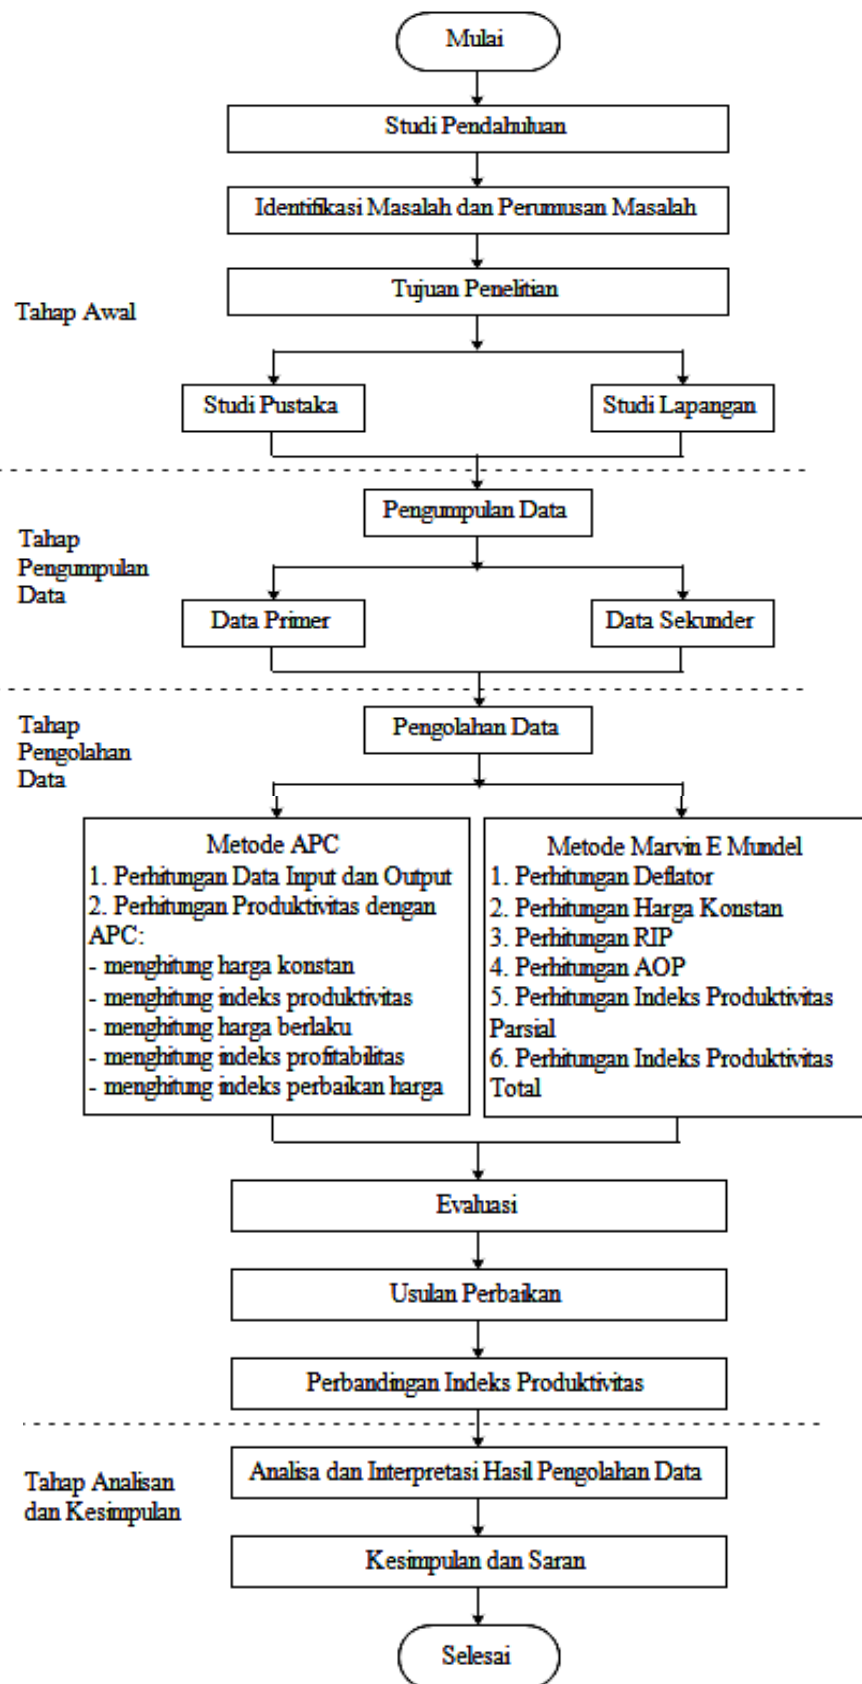 Mulai
Studi Pendahuluan
Identifikasi Masalah dan Perumusan Masalah
Tujuan Penelitian
Tahap Awal
Studi Pustaka
Studi Lapangan
Pengumpulan Data
Tahap
Pengumpulan
Data
Data Primer
Data Sekunder
Tahap
Pengolahan
Data
Pengolahan Data
Metode APC
1. Perhitungan Data Input dan Output
2. Perhitungan Produktivitas dengan
APC:
- menghitung harga konstan
- menghitung indeks produktivitas
- menghitung harga berlaku
- menghitung indeks profitabilitas
- menghitung indeks perbaikan harga
Metode Marvin E Mundel
1. Perhitungan Deflator
2. Perhitungan Harga Konstan
3. Perhitungan RIP
4. Perhitungan AOP
5. Perhitungan Indeks Produktivitas
Parsial
6. Perhitungan Indeks Produktivitas
Total
Evaluasi
Usulan Perbaikan
Perbandingan Indeks Produktivitas
Tahap Analisan
dan Kesimpulan
Analisa dan Interpretasi Hasil Pengolahan Data
Kesimpulan dan Saran
Selesai